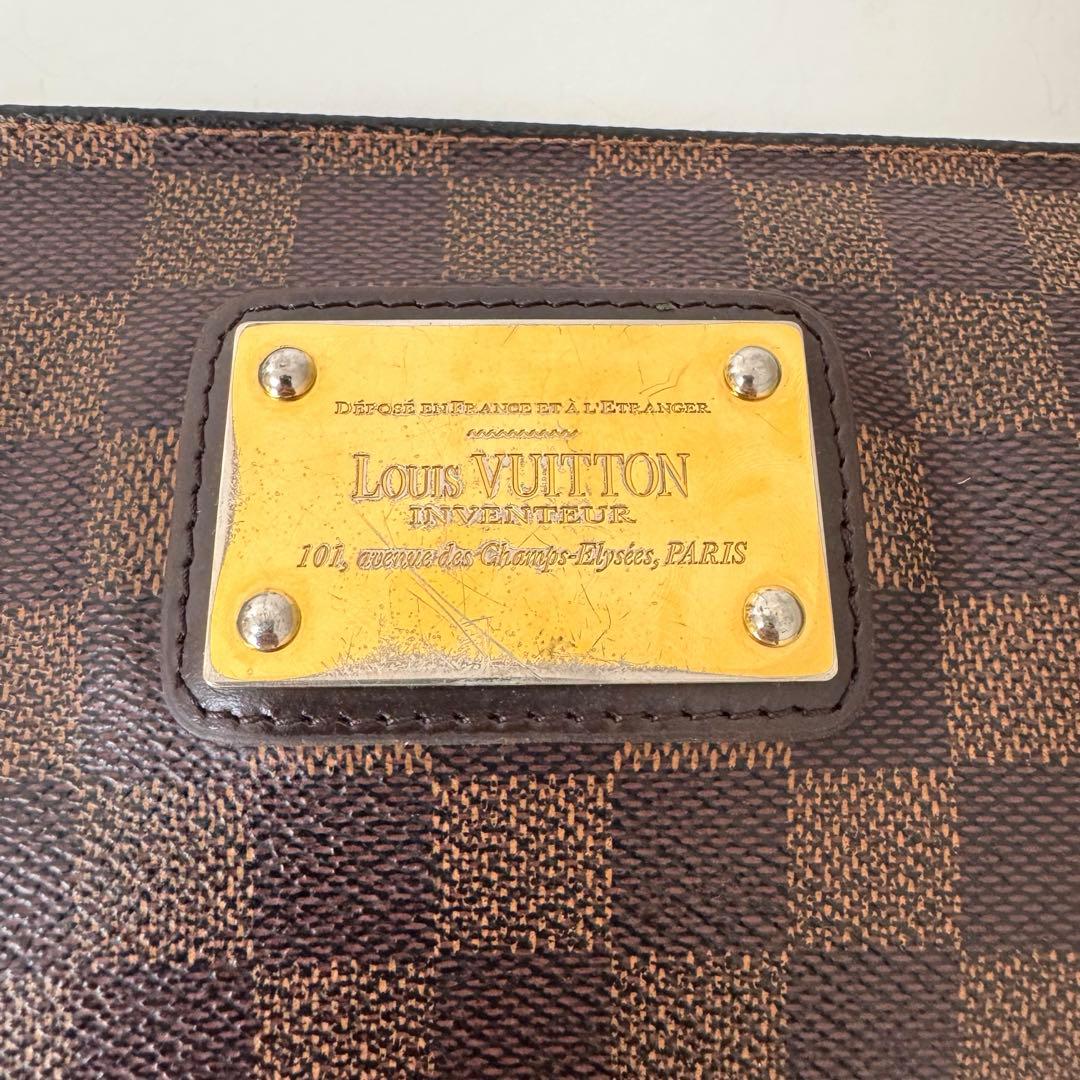 DÉPOSÉ EN FRANCE ET À L'ETRANGER
LOUIS VUITTON
INVENTEUR
101, avenue des Champs-Elysées, PARIS